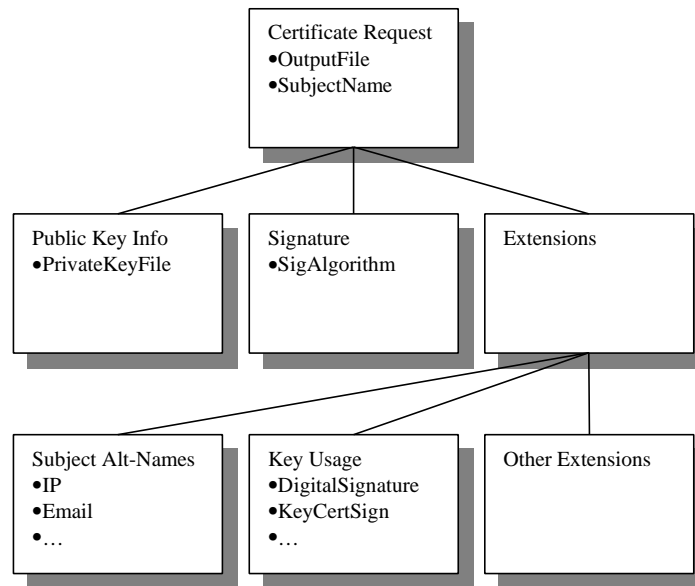 Certificate Request
•OutputFile
•SubjectName
Public Key Info
•PrivateKeyFile
Signature
•SigAlgorithm
Extensions
Subject Alt-Names
•IP
•Email
•…
Key Usage
•DigitalSignature
•KeyCertSign
•…
Other Extensions